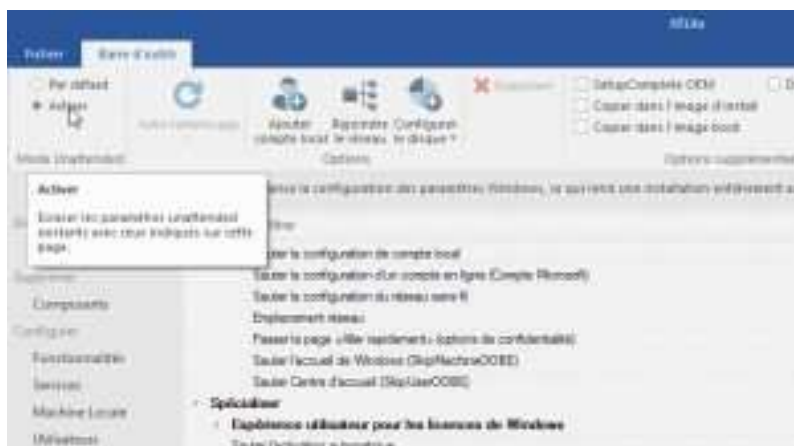 NTLite
Fichier
Barre d'outils
Par défaut
Activer
Ajouter compte local
Rejoindre le réseau
Configurer le disque
Supprimer
SetupComplete OEM
Copier dans l'image d'install
Copier dans l'image boot
Mode Unattended
Options
Options supplémentaires
Activer
Écraser les paramètres unattended
existants avec ceux indiqués sur cette
page.
la configuration des paramètres Windows, ce qui rend une installation entièrement
Sauter la configuration de compte local
Sauter la configuration d'un compte en ligne (Compte Microsoft)
Sauter la configuration du réseau sans fil
Emplacement réseau
Passer la page «Aller rapidement» (options de confidentialité)
Sauter l'accueil de Windows (SkipMachineOOBE)
Sauter Centre d'accueil (SkipUserOOBE)
Composants
Configurer
Fonctionnalités
Services
Machine Locale
Utilisateurs
Spécialiser
Expérience utilisateur pour les licences de Windows
Sauter l'activation automatique